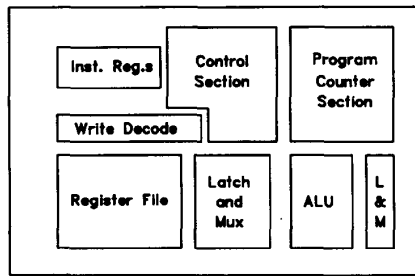 Inst. Reg.s
Control
Section
Program
Counter
Section
Write Decode
Register File
Latch
and
Mux
ALU
L
&
M